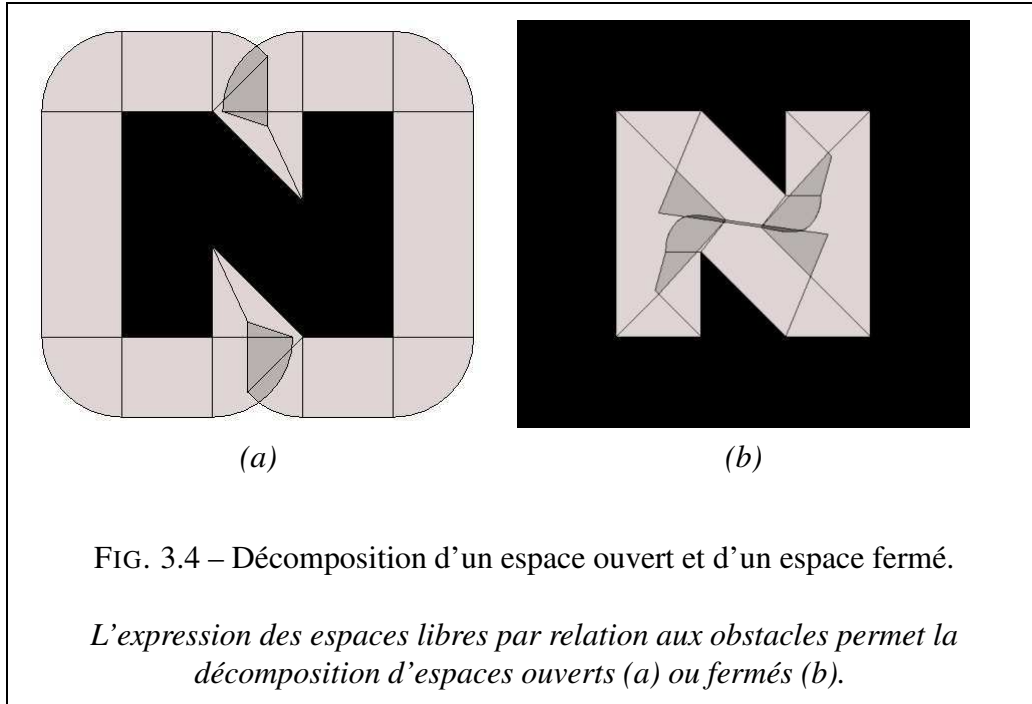 (a)
(b)
FIG. 3.4 – Décomposition d'un espace ouvert et d'un espace fermé.
L'expression des espaces libres par relation aux obstacles permet la
décomposition d'espaces ouverts (a) ou fermés (b).